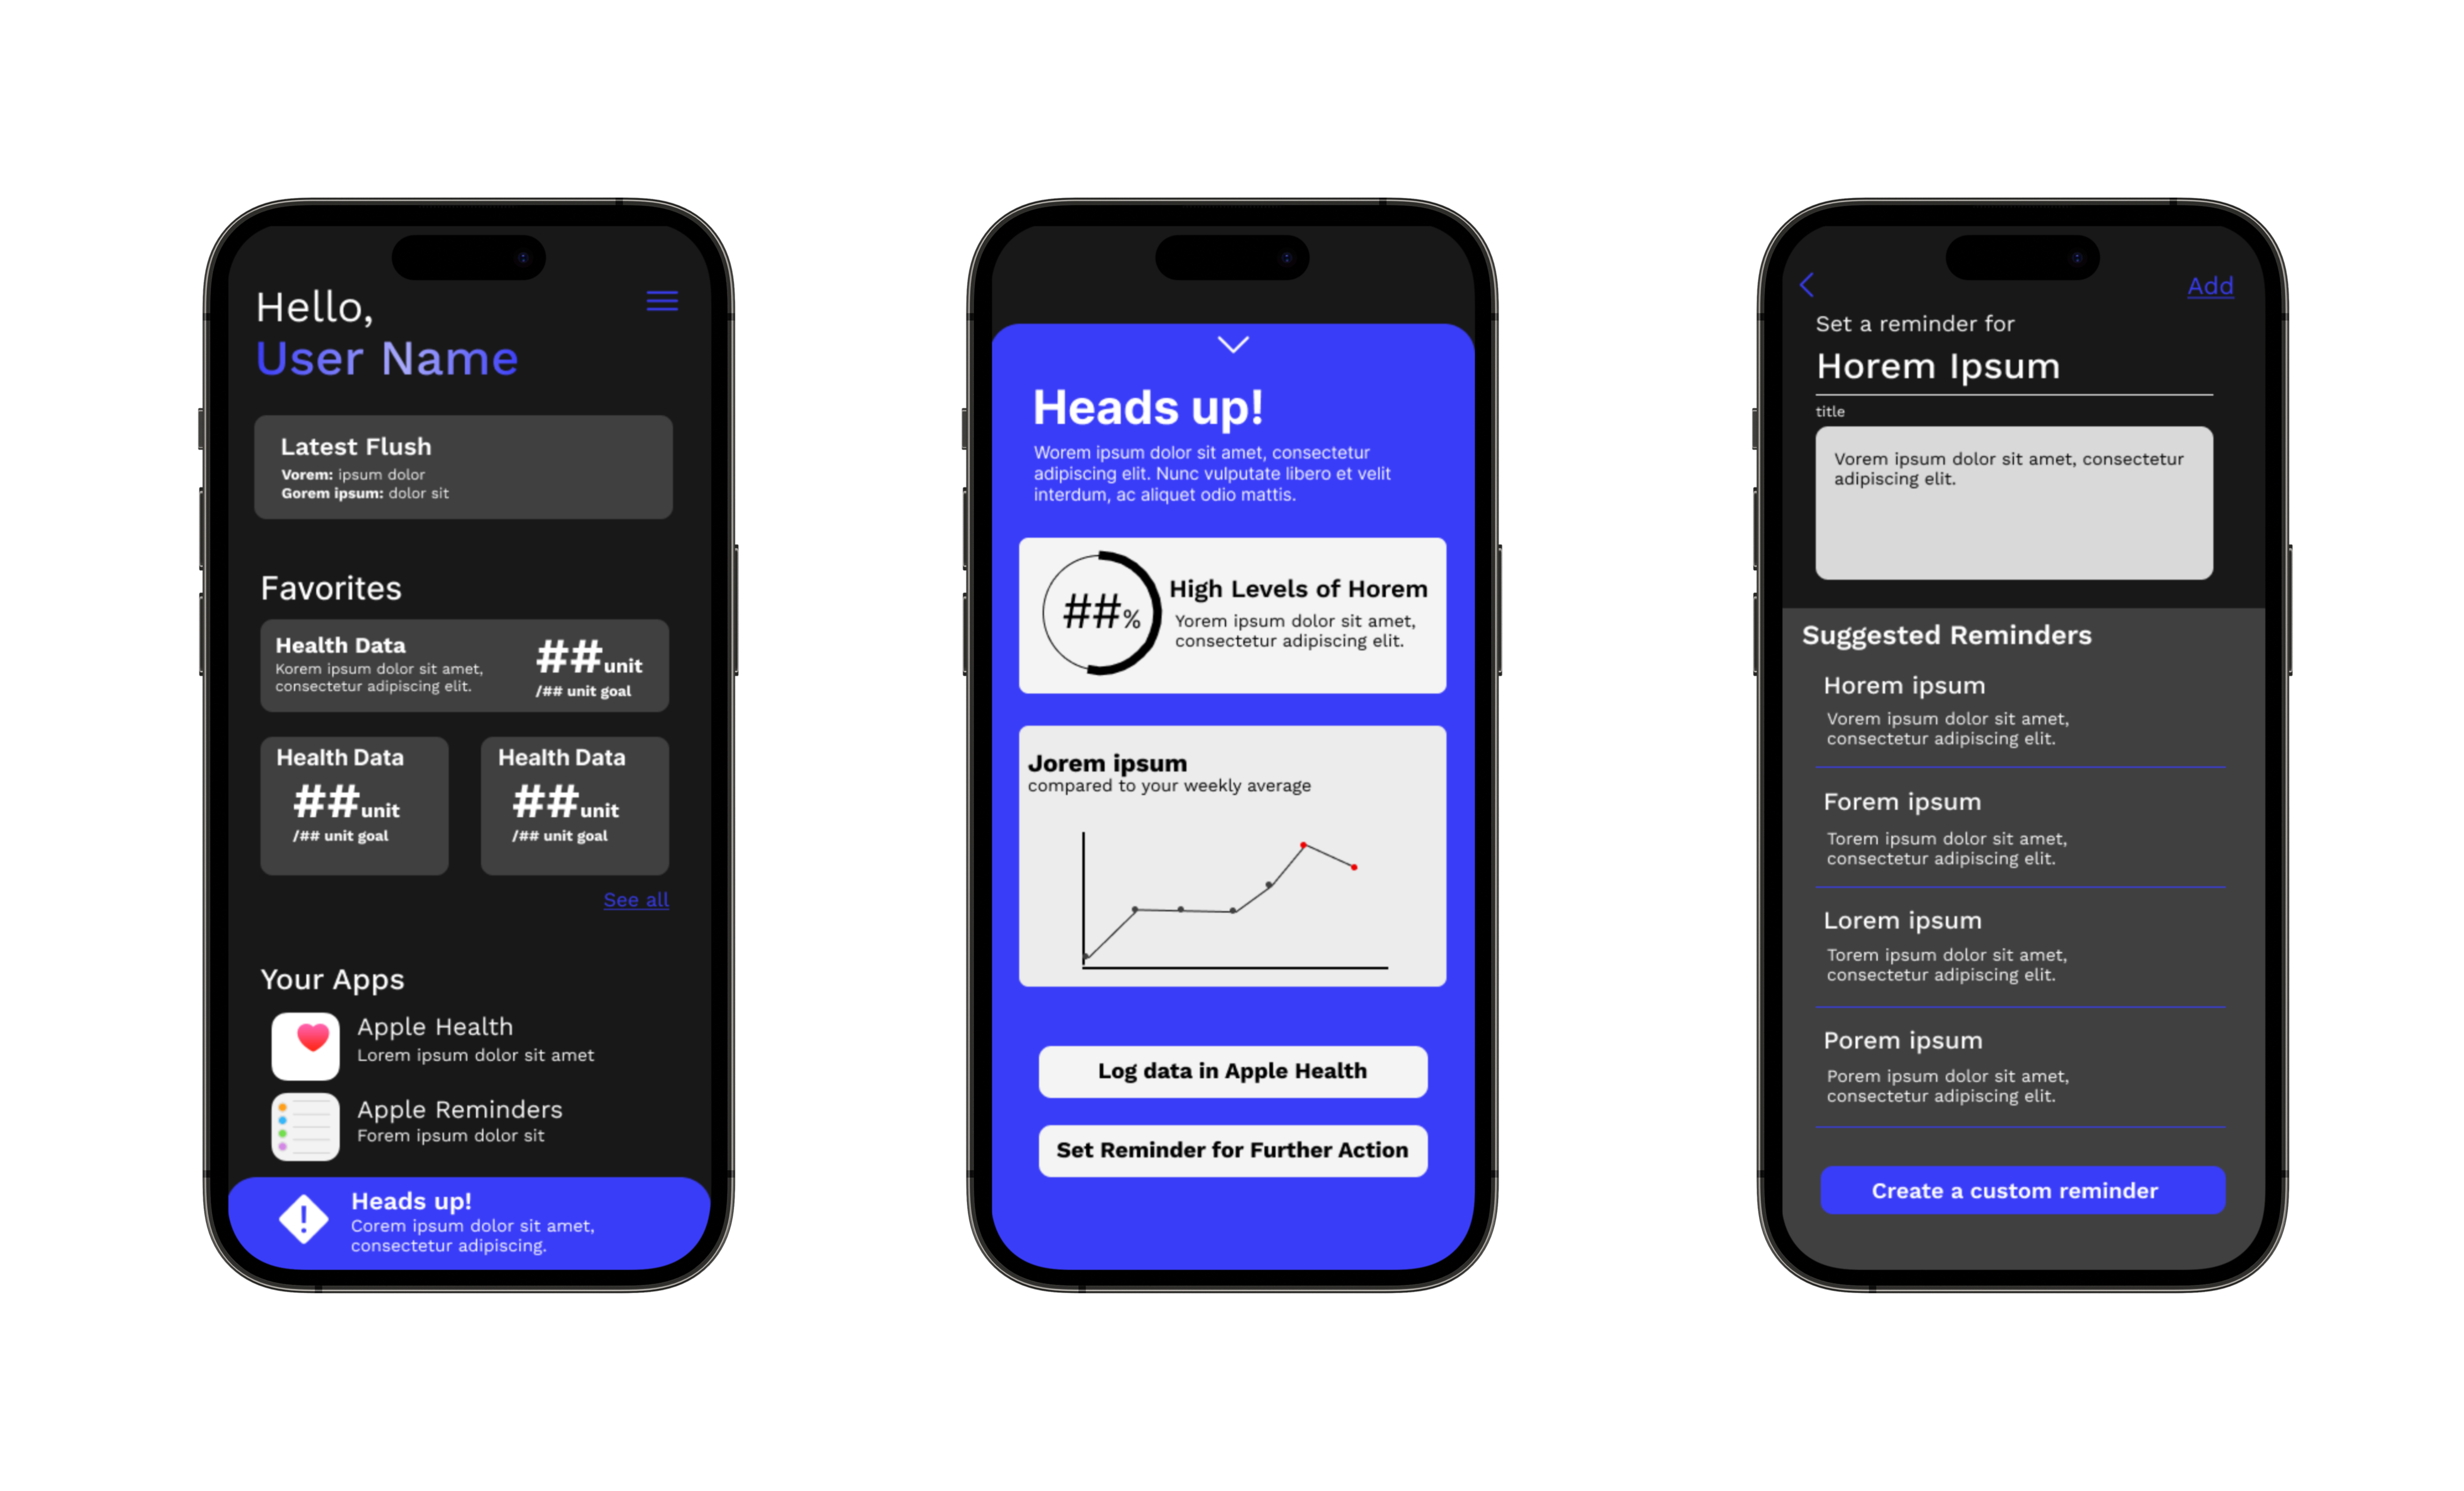 Hello,
User Name
Latest Flush
Vorem: ipsum dolor
Gorem ipsum: dolor sit
Favorites
Health Data
Korem ipsum dolor sit amet,
consectetur adipiscing elit.
##unit
/## unit goal
Health Data
##unit
/## unit goal
Health Data
##unit
/## unit goal
See all
Your Apps
Apple Health
Lorem ipsum dolor sit amet
Apple Reminders
Forem ipsum dolor sit
Heads up!
Corem ipsum dolor sit amet,
consectetur adipiscing.
Heads up!
Worem ipsum dolor sit amet, consectetur
adipiscing elit. Nunc vulputate libero et velit
interdum, ac aliquet odio mattis.
##%
High Levels of Horem
Yorem ipsum dolor sit amet,
consectetur adipiscing elit.
Jorem ipsum
compared to your weekly average
Log data in Apple Health
Set Reminder for Further Action
Add
Set a reminder for
Horem Ipsum
title
Vorem ipsum dolor sit amet, consectetur
adipiscing elit.
Suggested Reminders
Horem ipsum
Vorem ipsum dolor sit amet,
consectetur adipiscing elit.
Forem ipsum
Torem ipsum dolor sit amet,
consectetur adipiscing elit.
Lorem ipsum
Torem ipsum dolor sit amet,
consectetur adipiscing elit.
Porem ipsum
Porem ipsum dolor sit amet,
consectetur adipiscing elit.
Create a custom reminder